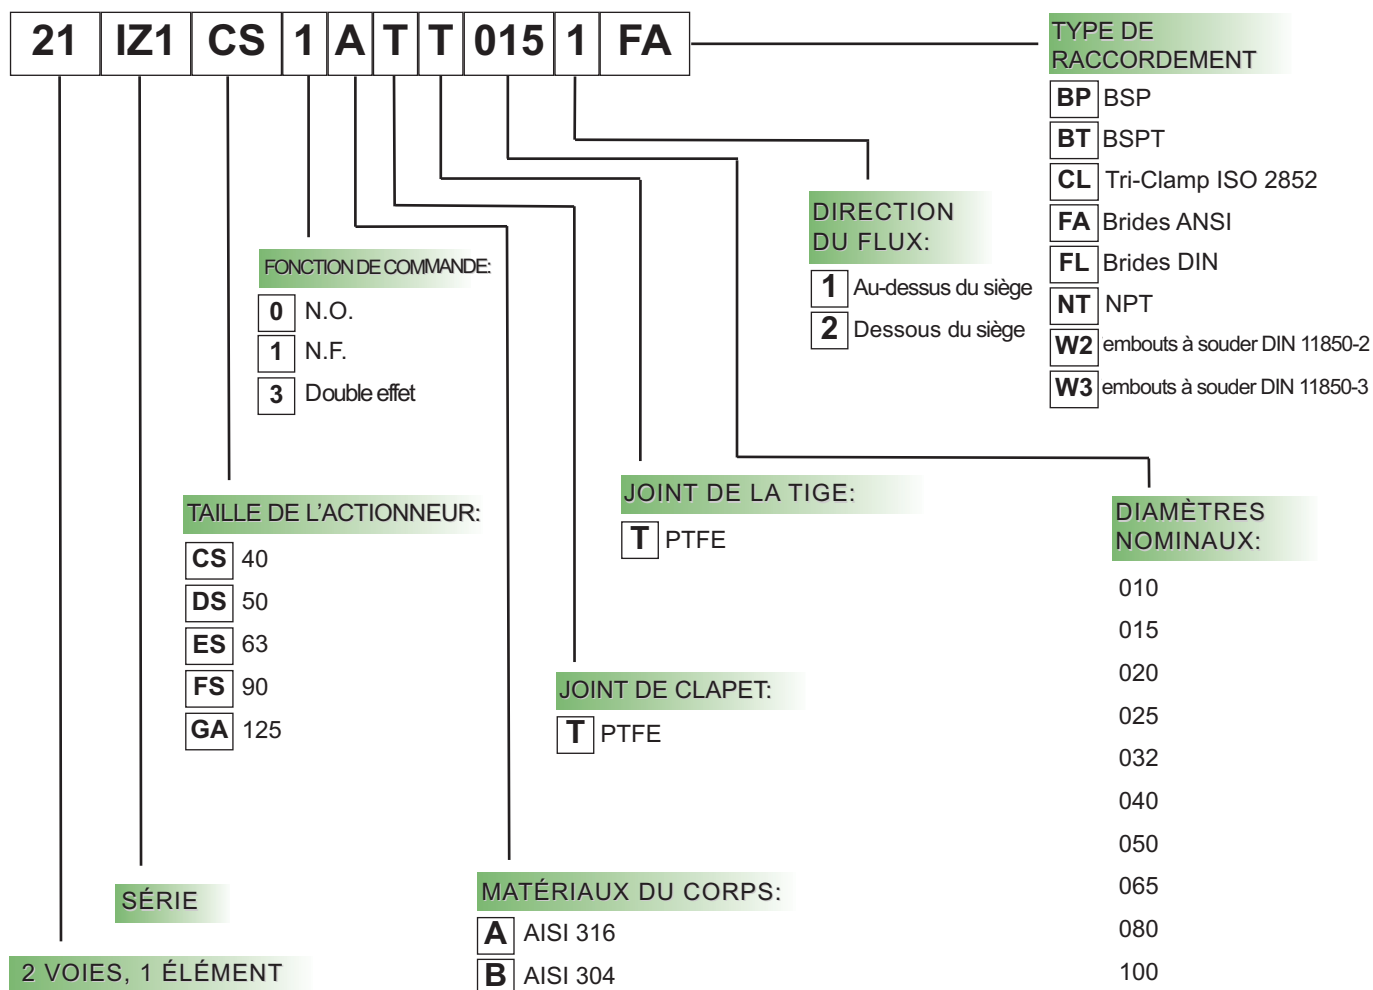 21 IZ1 CS 1 A T T 015 1 FA
TYPE DE
RACCORDEMENT
BP BSP
BT BSPT
CL Tri-Clamp ISO 2852
FA Brides ANSI
FL Brides DIN
NT NPT
W2 embouts à souder DIN 11850-2
W3 embouts à souder DIN 11850-3
DIRECTION
DU FLUX:
1 Au-dessus du siège
2 Dessous du siège
FONCTION DE COMMANDE:
0 N.O.
1 N.F.
3 Double effet
TAILLE DE L'ACTIONNEUR:
CS 40
DS 50
ES 63
FS 90
GA 125
JOINT DE LA TIGE:
T PTFE
DIAMÈTRES
NOMINAUX:
010
015
020
025
032
040
050
065
080
100
JOINT DE CLAPET:
T PTFE
SÉRIE
MATÉRIAUX DU CORPS:
A AISI 316
B AISI 304
2 VOIES, 1 ÉLÉMENT